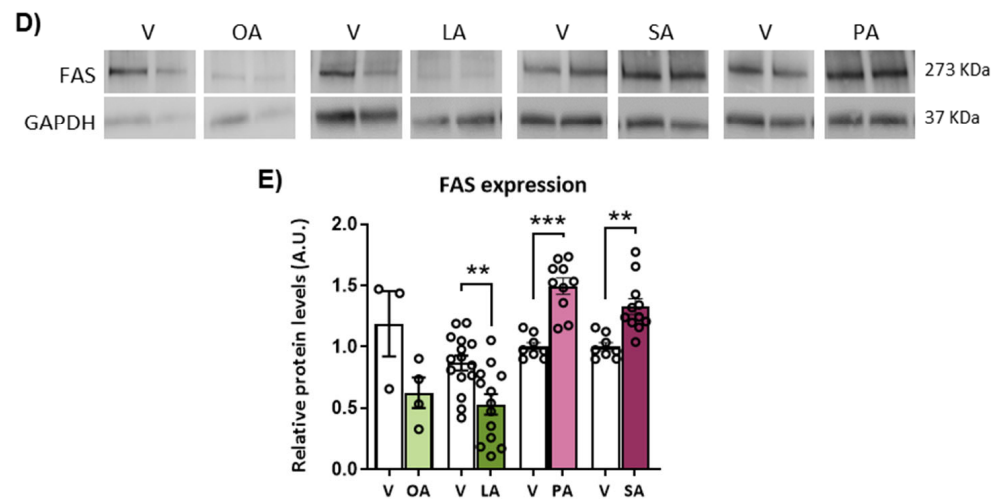 D)
V OA V LA V SA V PA
FAS 273 KDa
GAPDH 37 KDa
E)
FAS expression
Relative protein levels (A.U.)
2.0
1.5
1.0
0.5
0.0
** *** **
V OA V LA V PA V SA